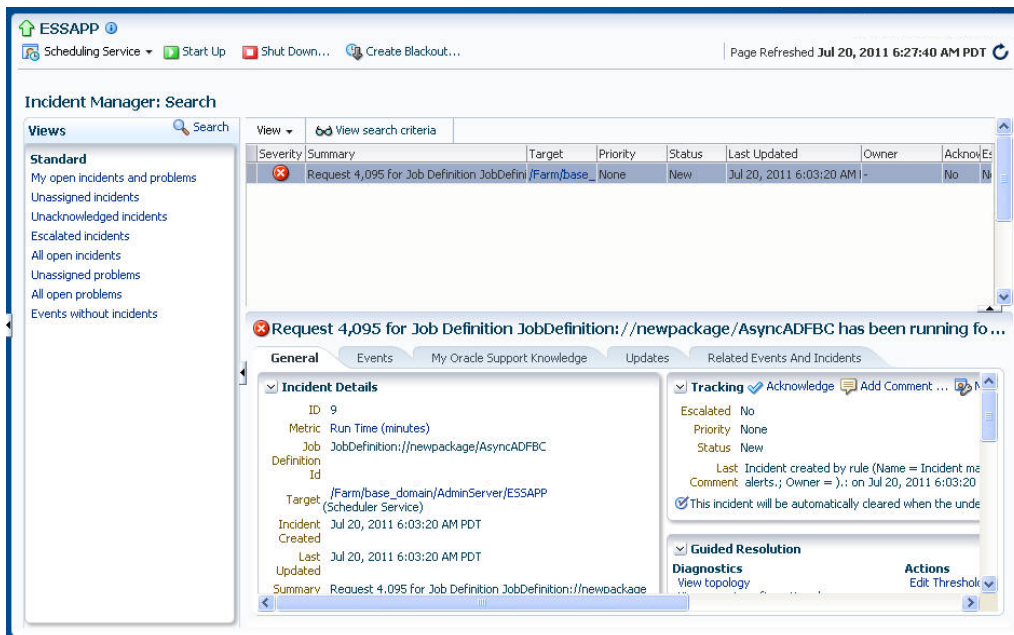 ESSAPP
Scheduling Service Start Up Shut Down... Create Blackout... Page Refreshed Jul 20, 2011 6:27:40 AM PDT
Incident Manager: Search
Views Search
Standard
My open incidents and problems
Unassigned incidents
Unacknowledged incidents
Escalated incidents
All open incidents
Unassigned problems
All open problems
Events without incidents
View View search criteria
Severity Summary Target Priority Status Last Updated Owner
Request 4,095 for Job Definition JobDefini /Farm/base_ None New Jul 20, 2011 6:03:20 AM - No
Request 4,095 for Job Definition JobDefinition://newpackage/AsyncADFBC has been running fo...
General Events My Oracle Support Knowledge Updates Related Events And Incidents
Incident Details
ID 9
Metric Run Time (minutes)
Job Definition Id JobDefinition://newpackage/AsyncADFBC
Target /Farm/base_domain/AdminServer/ESSAPP
(Scheduler Service)
Incident Created Jul 20, 2011 6:03:20 AM PDT
Last Updated Jul 20, 2011 6:03:20 AM PDT
Summary Request 4,095 for Job Definition JobDefinition://newpackage
Tracking Acknowledge Add Comment ...
Escalated No
Priority None
Status New
Last Comment Incident created by rule (Name = Incident ma
alerts.; Owner = ).: on Jul 20, 2011 6:03:20
This incident will be automatically cleared when the unde
Guided Resolution
Diagnostics Actions
View topology Edit Threshol